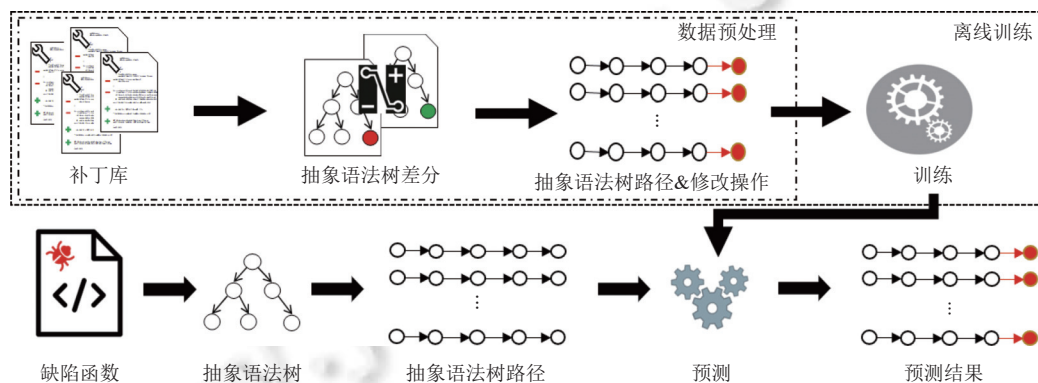 数据预处理
离线训练
补丁库
抽象语法树差分
抽象语法树路径&修改操作
训练
缺陷函数
抽象语法树
抽象语法树路径
预测
预测结果